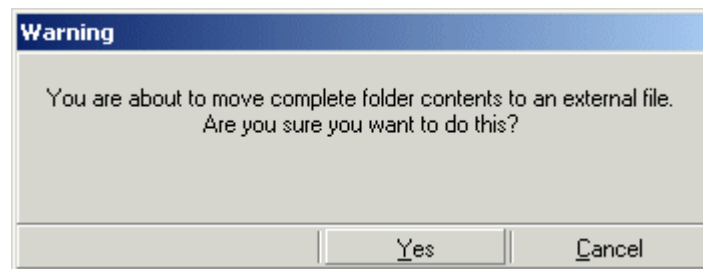 Warning
You are about to move complete folder contents to an external file.
Are you sure you want to do this?
Yes
Cancel